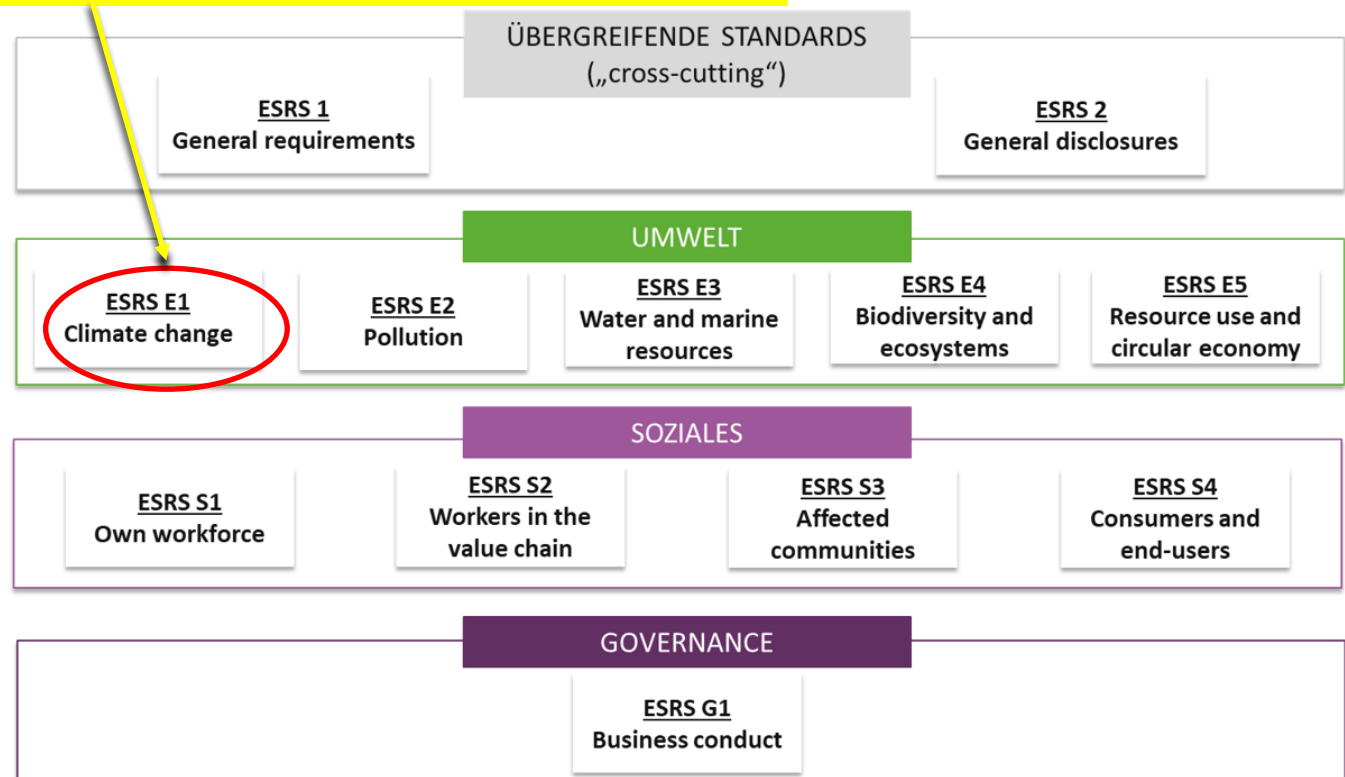 ÜBERGREIFENDE STANDARDS
(„cross-cutting“)
ESRS 1
General requirements
ESRS 2
General disclosures
UMWELT
ESRS E1
Climate change
ESRS E2
Pollution
ESRS E3
Water and marine
resources
ESRS E4
Biodiversity and
ecosystems
ESRS E5
Resource use and
circular economy
SOZIALES
ESRS S1
Own workforce
ESRS S2
Workers in the
value chain
ESRS S3
Affected
communities
ESRS S4
Consumers and
end-users
GOVERNANCE
ESRS G1
Business conduct